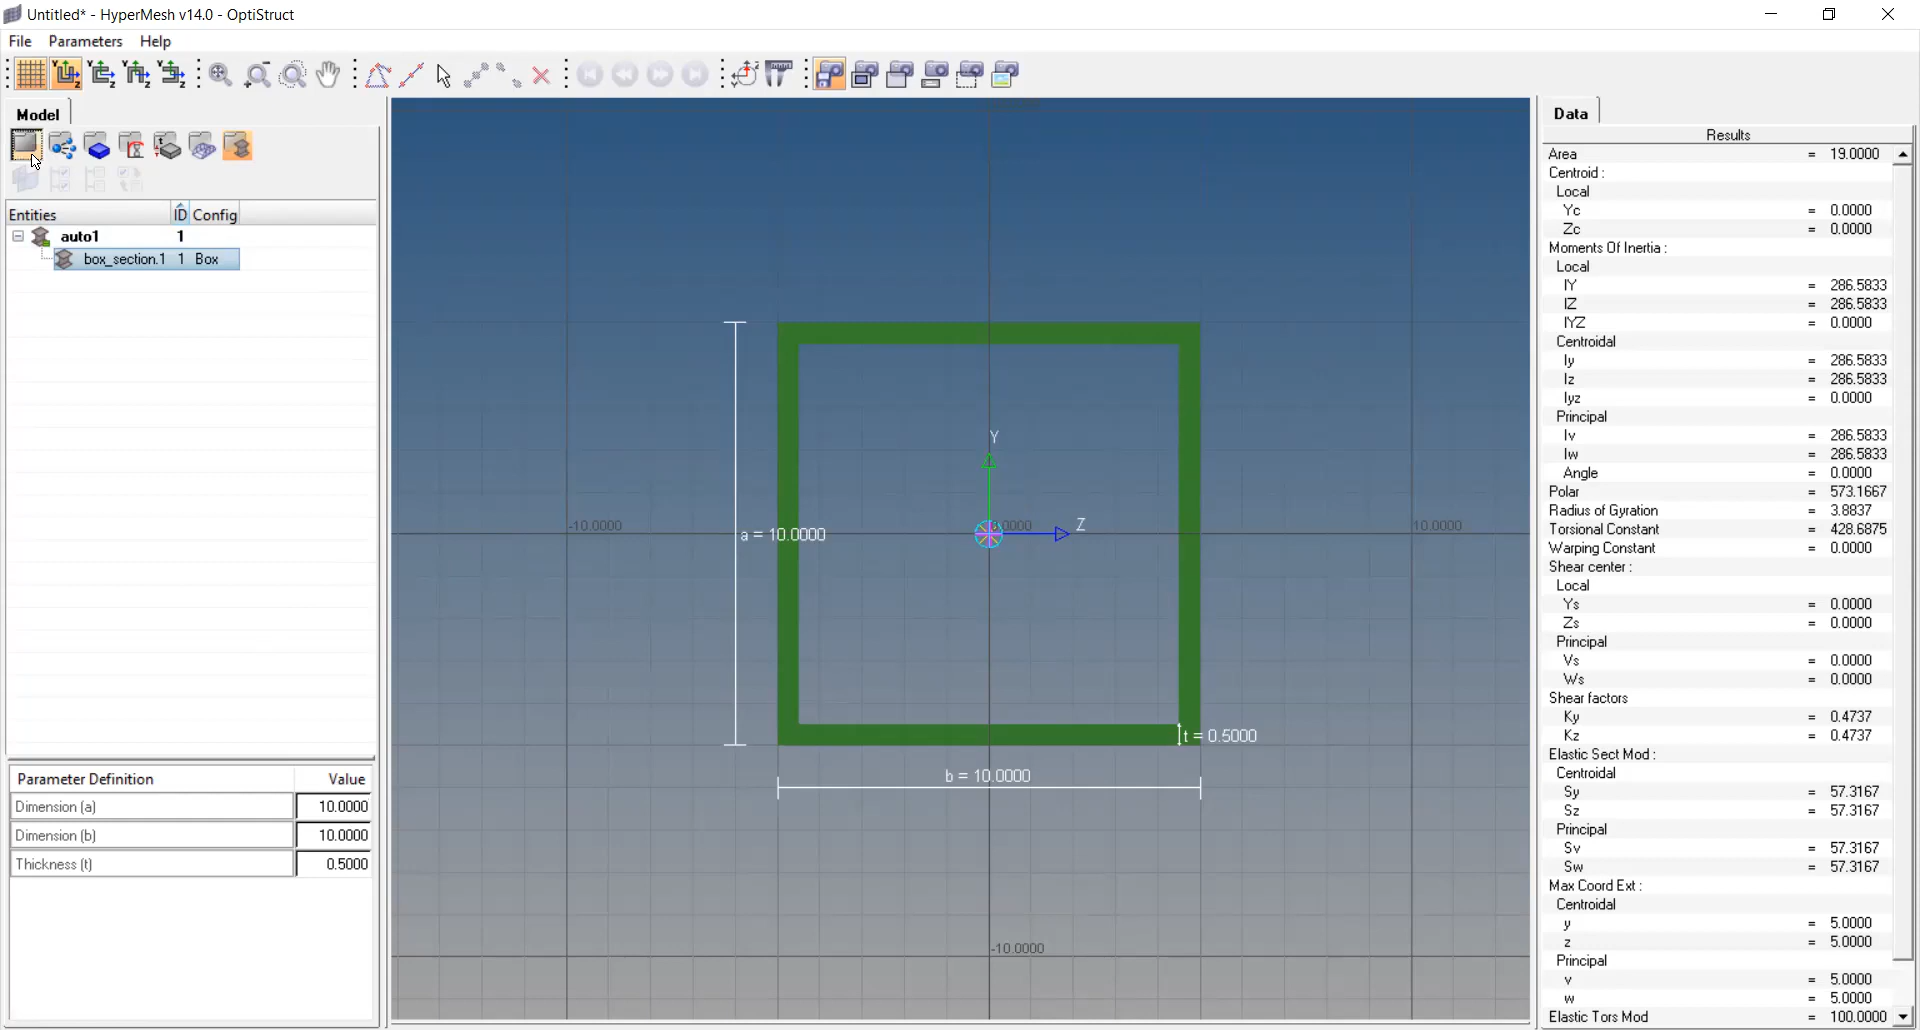 Untitled* - HyperMesh v14.0 - OptiStruct
File Parameters Help
Model
Entities ID Config
auto1 1
box_section.1 1 Box
Parameter Definition Value
Dimension (a) 10.0000
Dimension (b) 10.0000
Thickness (t) 0.5000
Y
Z
-10.0000
0.0000
10.0000
a = 10.0000
t = 0.5000
b = 10.0000
-10.0000
Data
Results
Area = 19.0000
Centroid :
Local
Yc = 0.0000
Zc = 0.0000
Moments Of Inertia :
Local
IY = 286.5833
IZ = 286.5833
IYZ = 0.0000
Centroidal
Iy = 286.5833
Iz = 286.5833
Iyz = 0.0000
Principal
Iv = 286.5833
Iw = 286.5833
Angle = 0.0000
Polar = 573.1667
Radius of Gyration = 3.8837
Torsional Constant = 428.6875
Warping Constant = 0.0000
Shear center :
Local
Ys = 0.0000
Zs = 0.0000
Principal
Vs = 0.0000
Ws = 0.0000
Shear factors
Ky = 0.4737
Kz = 0.4737
Elastic Sect Mod :
Centroidal
Sy = 57.3167
Sz = 57.3167
Principal
Sv = 57.3167
Sw = 57.3167
Max Coord Ext :
Centroidal
y = 5.0000
z = 5.0000
Principal
v = 5.0000
w = 5.0000
Elastic Tors Mod = 100.0000